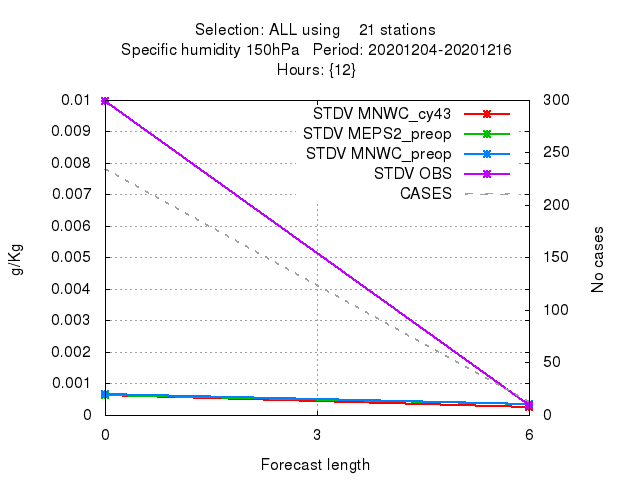 Selection: ALL using 21 stations
Specific humidity 150hPa Period: 20201204-20201216
Hours: {12}
0.01
0.009
0.008
0.007
0.006
0.005
0.004
0.003
0.002
0.001
0
g/Kg
STDV MNWC_cy43
STDV MEPS2_preop
STDV MNWC_preop
STDV OBS
CASES
300
250
200
150
100
50
0
No cases
0 3 6
Forecast length